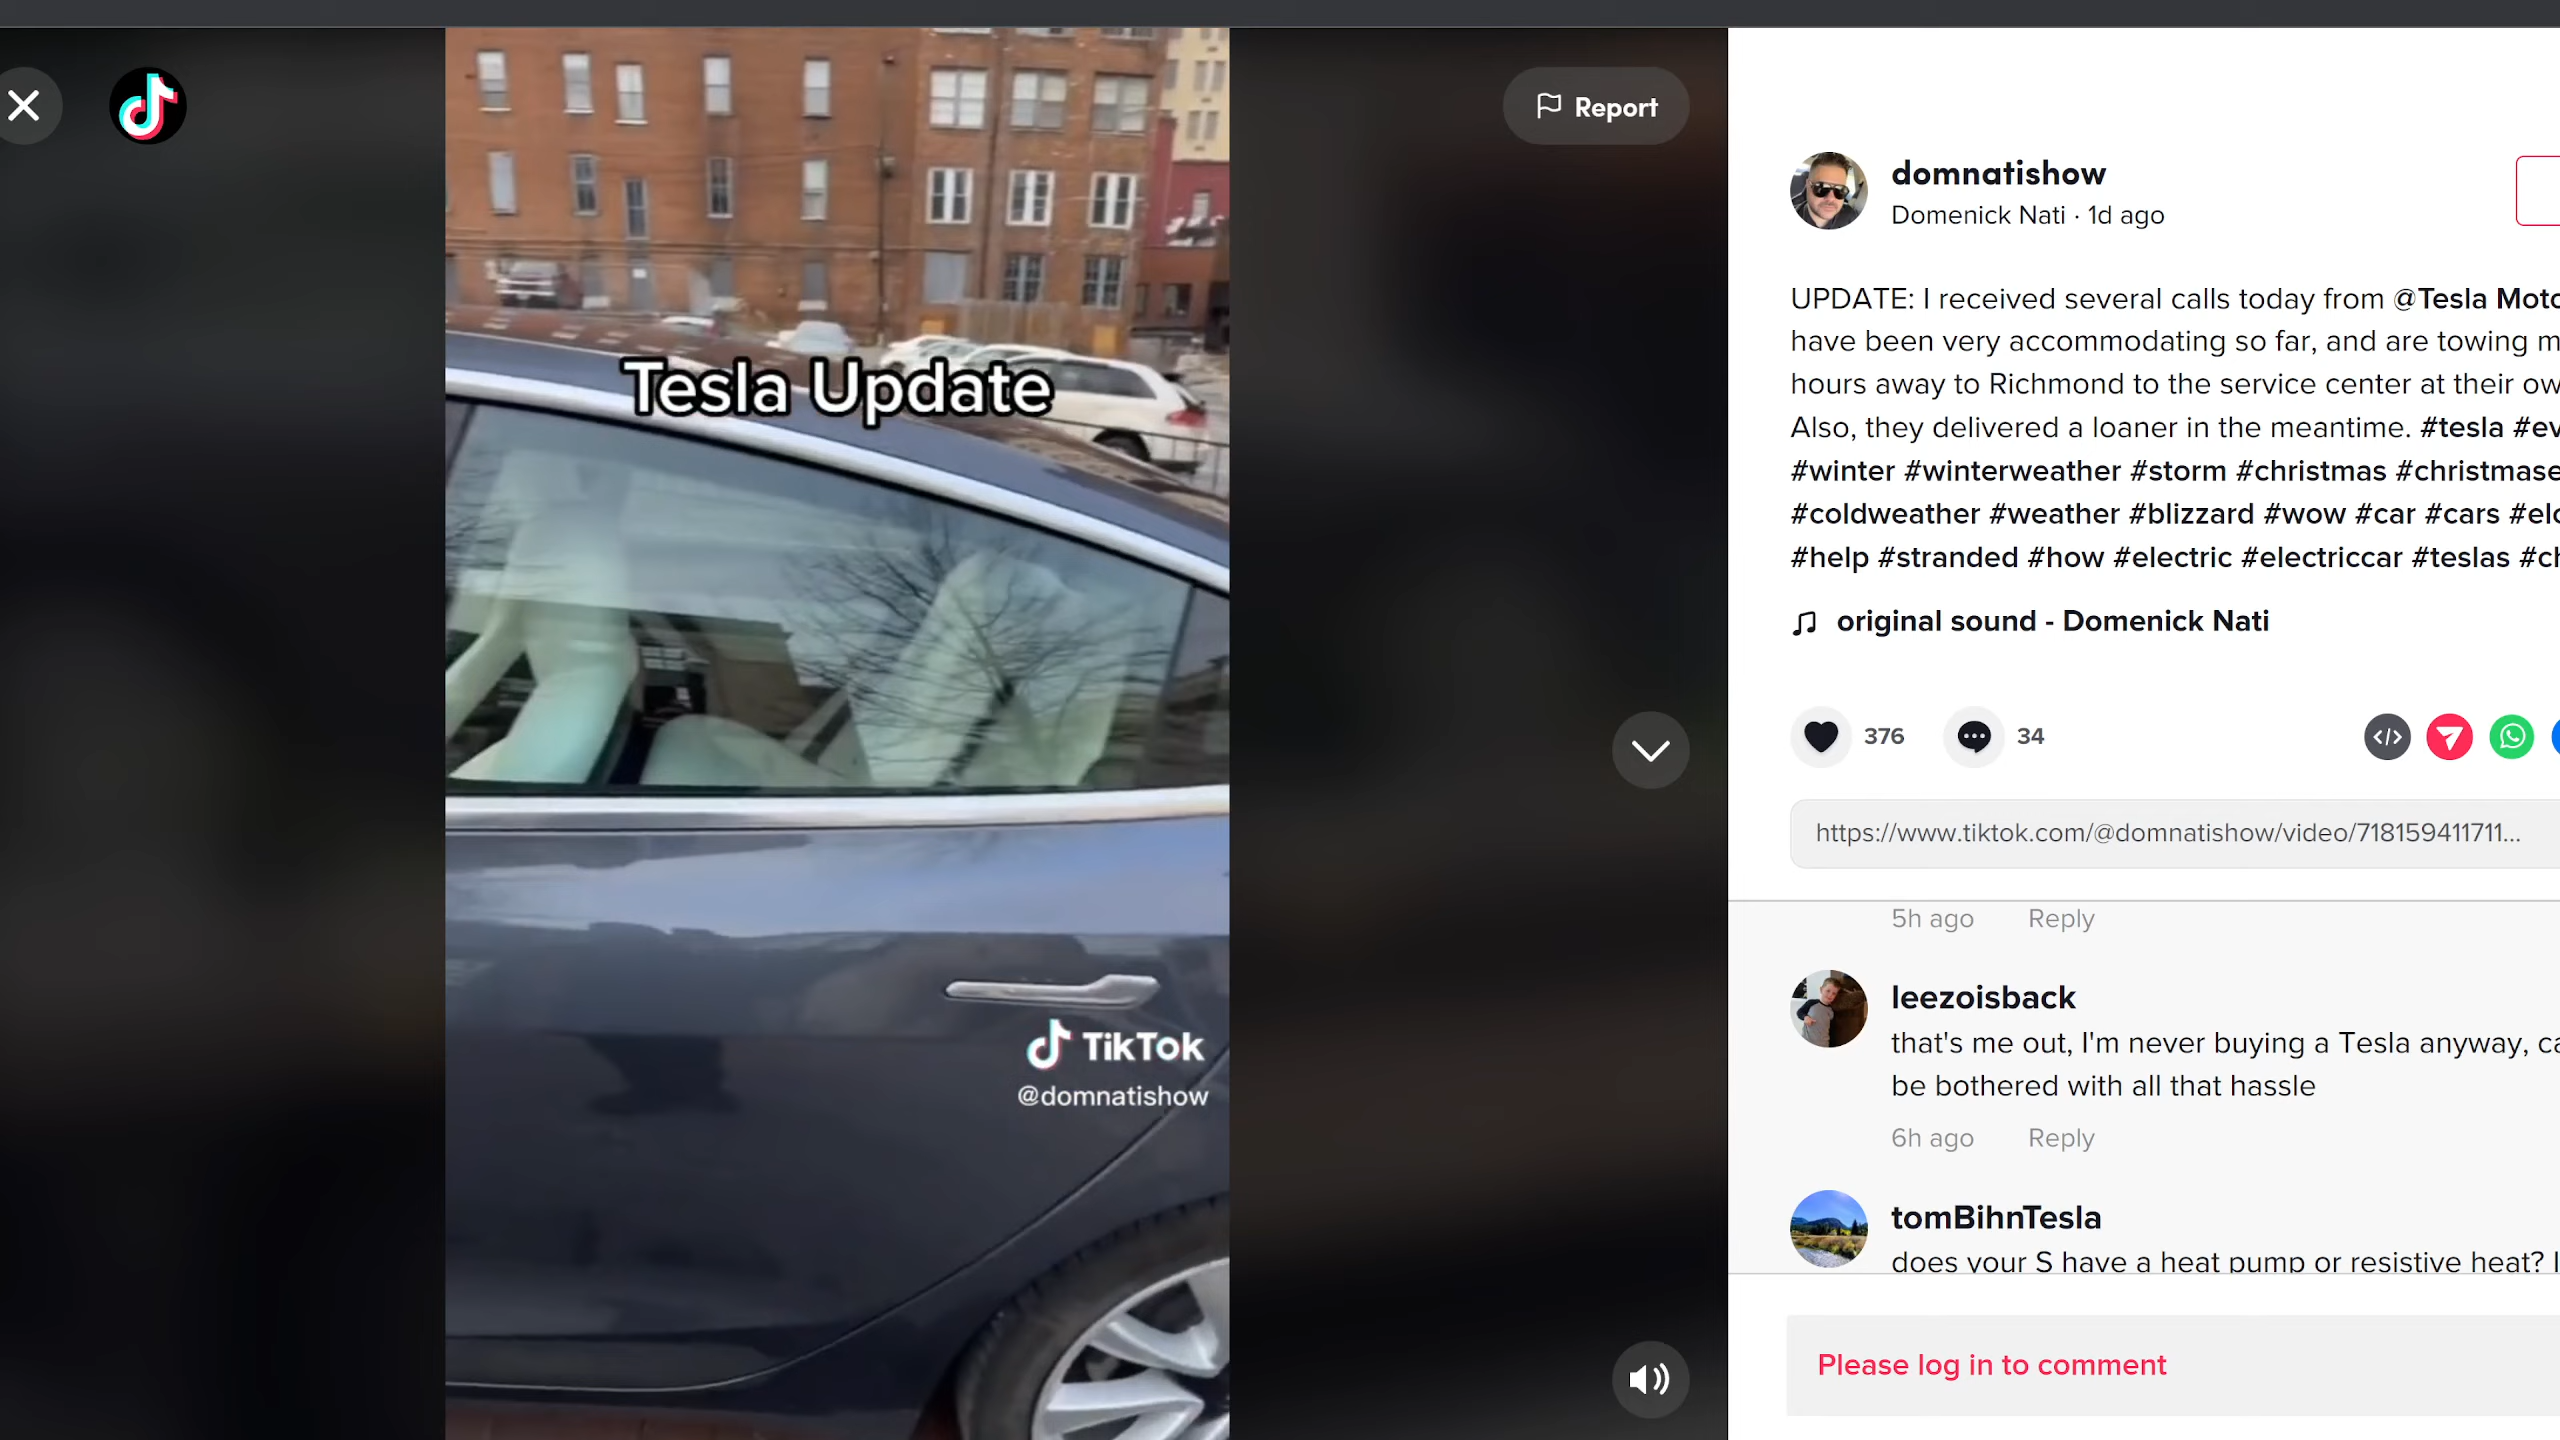 Report
Tesla Update
TikTok
@domnatishow
domnatishow
Domenick Nati · 1d ago
UPDATE: I received several calls today from @Tesla
have been very accommodating so far, and are towing
hours away to Richmond to the service center at their
Also, they delivered a loaner in the meantime. #tesla
#winter #winterweather #storm #christmas
#coldweather #weather #blizzard #wow #car #cars
#help #stranded #how #electric #electriccar #teslas
original sound - Domenick Nati
376
34
https://www.tiktok.com/@domnatishow/video/718159411711...
5h ago Reply
leezoisback
that's me out, I'm never buying a Tesla anyway,
be bothered with all that hassle
6h ago Reply
tomBihnTesla
does your S have a heat pump or resistive heat?
Please log in to comment